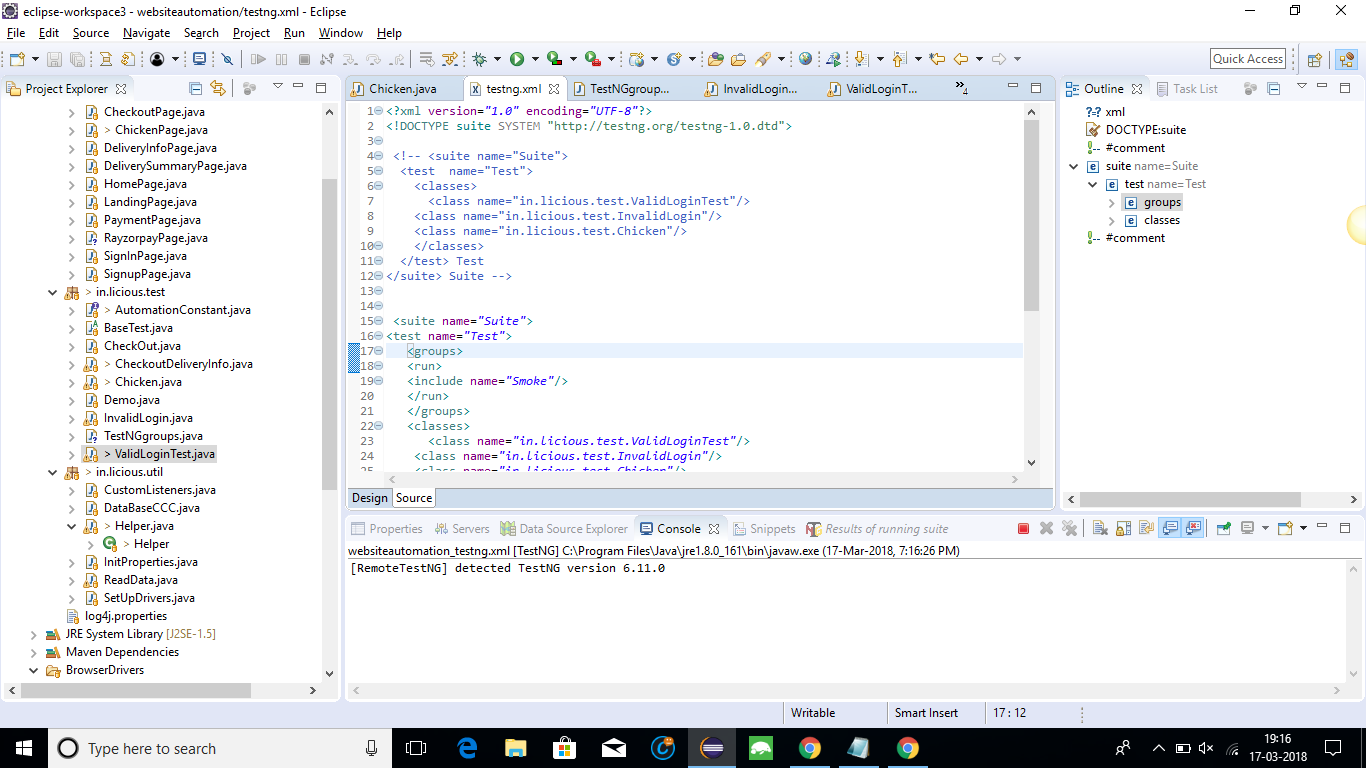 eclipse-workspace3 - websiteautomation/testng.xml - Eclipse
File Edit Source Navigate Search Project Run Window Help
Quick Access
Project Explorer
CheckoutPage.java
> ChickenPage.java
DeliveryInfoPage.java
DeliverySummaryPage.java
HomePage.java
LandingPage.java
PaymentPage.java
RayzorpayPage.java
SignInPage.java
SignupPage.java
> in.licious.test
> AutomationConstant.java
BaseTest.java
CheckOut.java
> CheckoutDeliveryInfo.java
> Chicken.java
Demo.java
InvalidLogin.java
TestNGgroups.java
> ValidLoginTest.java
> in.licious.util
CustomListeners.java
DataBaseCCC.java
> Helper.java
> Helper
InitProperties.java
ReadData.java
SetUpDrivers.java
log4j.properties
JRE System Library [J2SE-1.5]
Maven Dependencies
BrowserDrivers
Chicken.java testng.xml TestNGgroup... InvalidLogin... ValidLoginT... »4
1 <?xml version="1.0" encoding="UTF-8"?>
2 <!DOCTYPE suite SYSTEM "http://testng.org/testng-1.0.dtd">
3
4 <!-- <suite name="Suite">
5 <test  name="Test">
6 <classes>
7 <class name="in.licious.test.ValidLoginTest"/>
8 <class name="in.licious.test.InvalidLogin"/>
9 <class name="in.licious.test.Chicken"/>
10 </classes>
11 </test> Test
12 </suite> Suite -->
13
14
15 <suite name="Suite">
16 <test name="Test">
17 <groups>
18 <run>
19 <include name="Smoke"/>
20 </run>
21 </groups>
22 <classes>
23 <class name="in.licious.test.ValidLoginTest"/>
24 <class name="in.licious.test.InvalidLogin"/>
25 <class name="in.licious.test.Chicken"/>
Design Source
Outline Task List
?-? xml
DOCTYPE:suite
#comment
suite name=Suite
test name=Test
groups
classes
#comment
Properties Servers Data Source Explorer Console Snippets Results of running suite
websiteautomation_testng.xml [TestNG] C:\Program Files\Java\jre1.8.0_161\bin\javaw.exe (17-Mar-2018, 7:16:26 PM)
[RemoteTestNG] detected TestNG version 6.11.0
Writable Smart Insert 17 : 12
Type here to search
19:16
17-03-2018